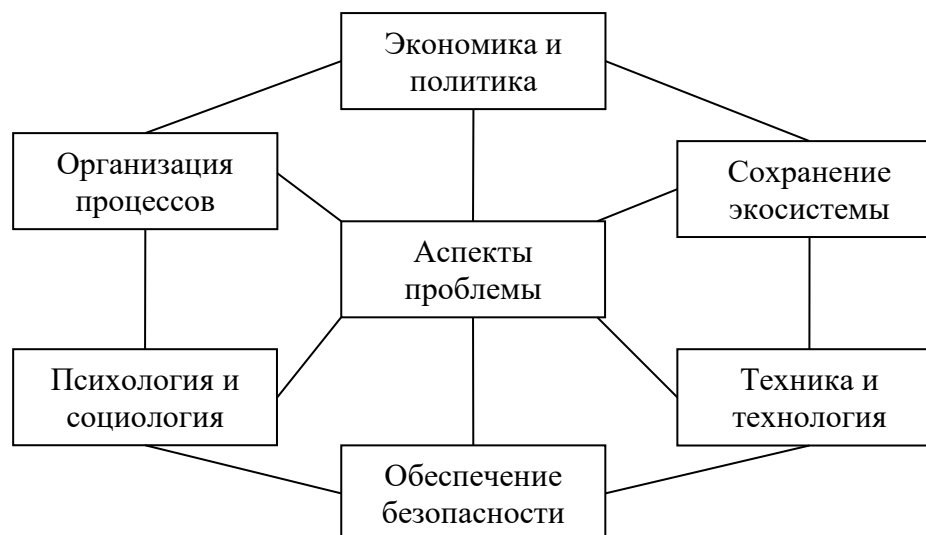 Экономика и
политика
Организация
процессов
Сохранение
экосистемы
Аспекты
проблемы
Психология и
социология
Техника и
технология
Обеспечение
безопасности